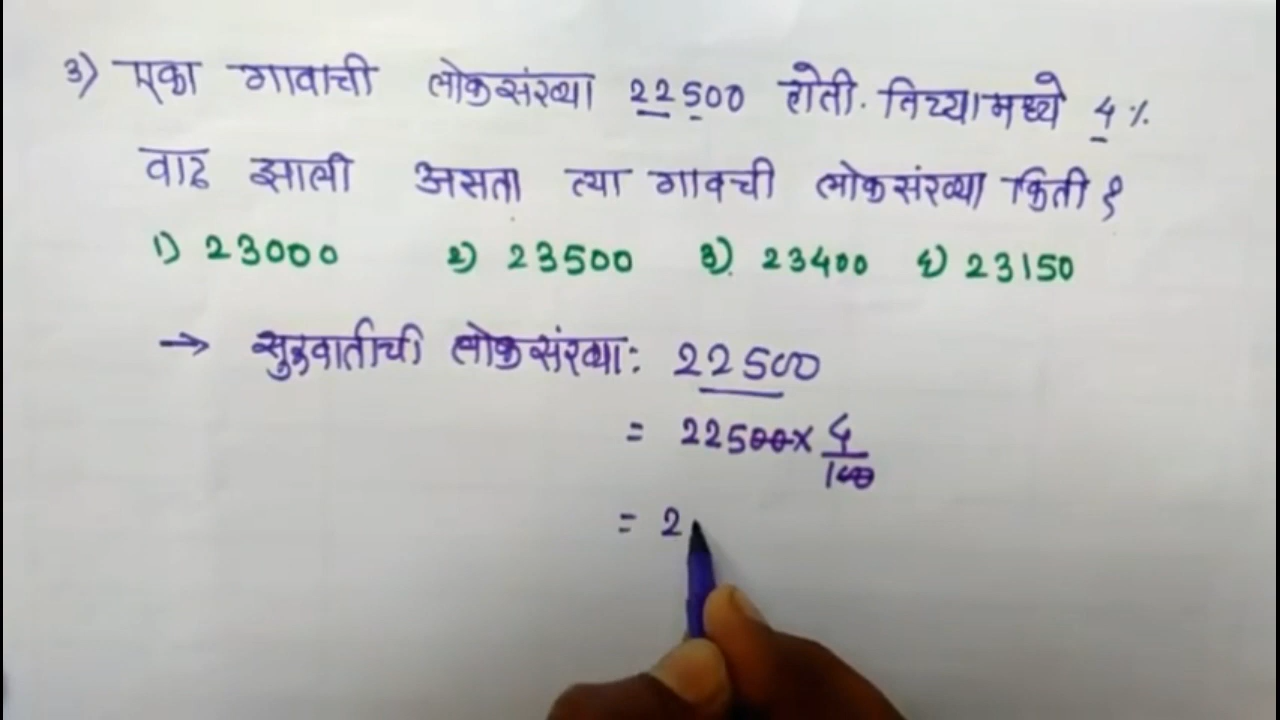 ३) एका गावाची लोकसंख्या 22500 होती. तिच्यामध्ये 4%
वाढ झाली असता त्या गावची लोकसंख्या किती ?
1) 23000 2) 23500 3) 23400 4) 23150
→ सुरुवातीची लोकसंख्या: 22500
= 22500 × 4/100
= 2